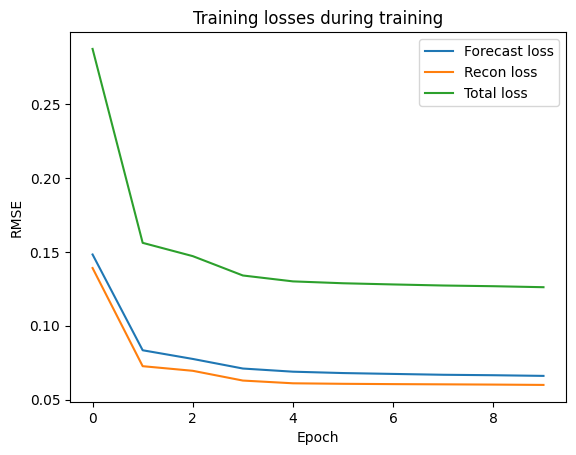 Training losses during training
Forecast loss
Recon loss
Total loss
0.25
0.20
0.15
0.10
0.05
RMSE
0 2 4 6 8
Epoch